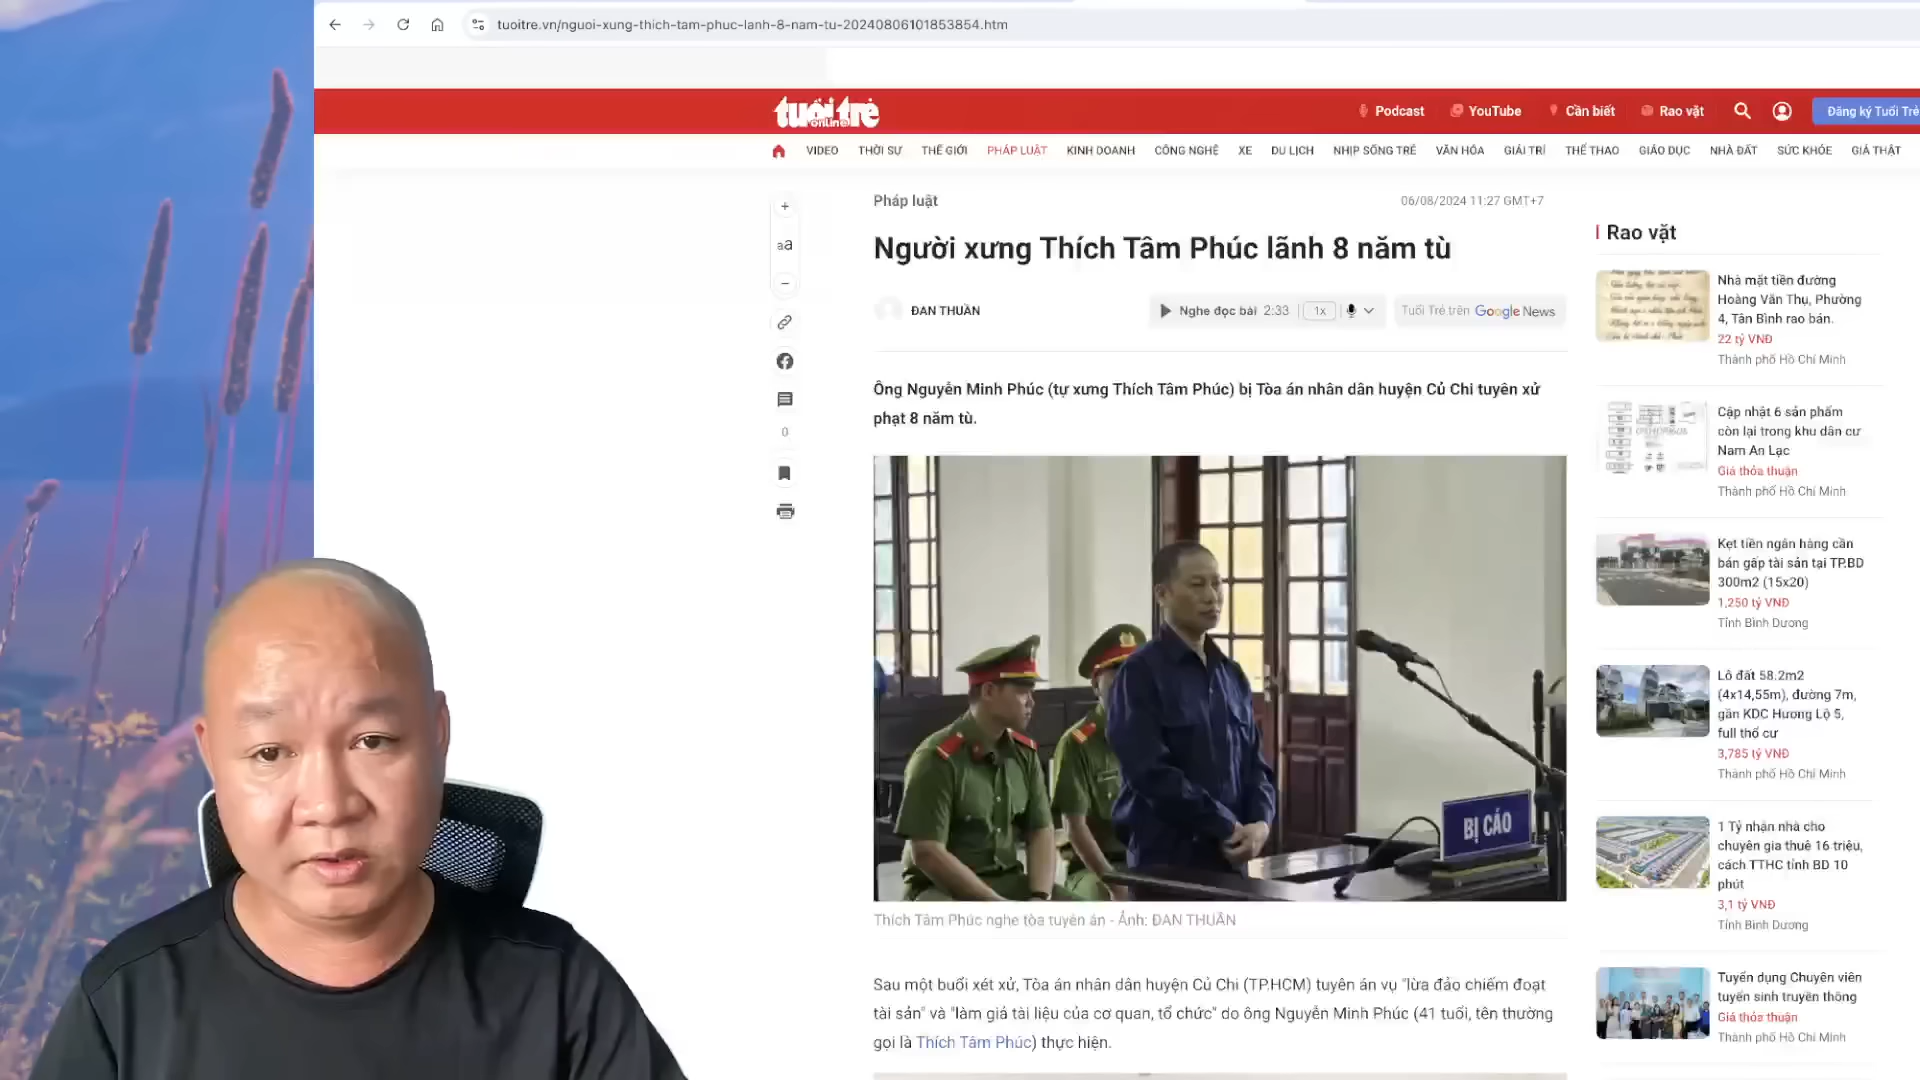 tuoitre.vn/nguoi-xung-thich-tam-phuc-lanh-8-nam-tu-20240806101853854.htm
tuổi trẻ
online
Podcast
YouTube
Cần biết
Rao vặt
Đăng ký Tuổi Trẻ
VIDEO
THỜI SỰ
THẾ GIỚI
PHÁP LUẬT
KINH DOANH
CÔNG NGHỆ
XE
DU LỊCH
NHỊP SỐNG TRẺ
VĂN HÓA
GIẢI TRÍ
THỂ THAO
GIÁO DỤC
NHÀ ĐẤT
SỨC KHỎE
GIẢ THẬT
+
aa
−
0
Pháp luật
06/08/2024 11:27 GMT+7
Người xưng Thích Tâm Phúc lãnh 8 năm tù
ĐAN THUẦN
Nghe đọc bài 2:33
1x
Tuổi Trẻ trên Google News
Ông Nguyễn Minh Phúc (tự xưng Thích Tâm Phúc) bị Tòa án nhân dân huyện Củ Chi tuyên xử
phạt 8 năm tù.
BỊ CÁO
Thích Tâm Phúc nghe tòa tuyên án - Ảnh: ĐAN THUẦN
Sau một buổi xét xử, Tòa án nhân dân huyện Củ Chi (TP.HCM) tuyên án vụ "lừa đảo chiếm đoạt
tài sản" và "làm giả tài liệu của cơ quan, tổ chức" do ông Nguyễn Minh Phúc (41 tuổi, tên thường
gọi là Thích Tâm Phúc) thực hiện.
Rao vặt
Nhà mặt tiền đường
Hoàng Văn Thụ, Phường
4, Tân Bình rao bán.
22 tỷ VNĐ
Thành phố Hồ Chí Minh
Cập nhật 6 sản phẩm
còn lại trong khu dân cư
Nam An Lạc
Giá thỏa thuận
Thành phố Hồ Chí Minh
Kẹt tiền ngân hàng cần
bán gấp tài sản tại TP.BD
300m2 (15x20)
1,250 tỷ VNĐ
Tỉnh Bình Dương
Lô đất 58.2m2
(4x14,55m), đường 7m,
gần KDC Hương Lộ 5,
full thổ cư
3,785 tỷ VNĐ
Thành phố Hồ Chí Minh
1 Tỷ nhận nhà cho
chuyên gia thuê 16 triệu,
cách TTHC tỉnh BD 10
phút
3,1 tỷ VNĐ
Tỉnh Bình Dương
Tuyển dụng Chuyên viên
tuyển sinh truyền thông
Giá thỏa thuận
Thành phố Hồ Chí Minh